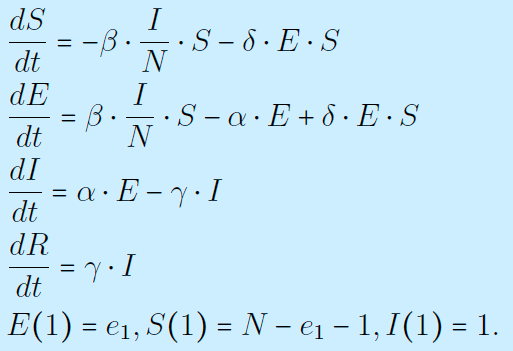 dS/dt = −β · I/N · S − δ · E · S
dE/dt = β · I/N · S − α · E + δ · E · S
dI/dt = α · E − γ · I
dR/dt = γ · I
E(1) = e₁, S(1) = N − e₁ − 1, I(1) = 1.